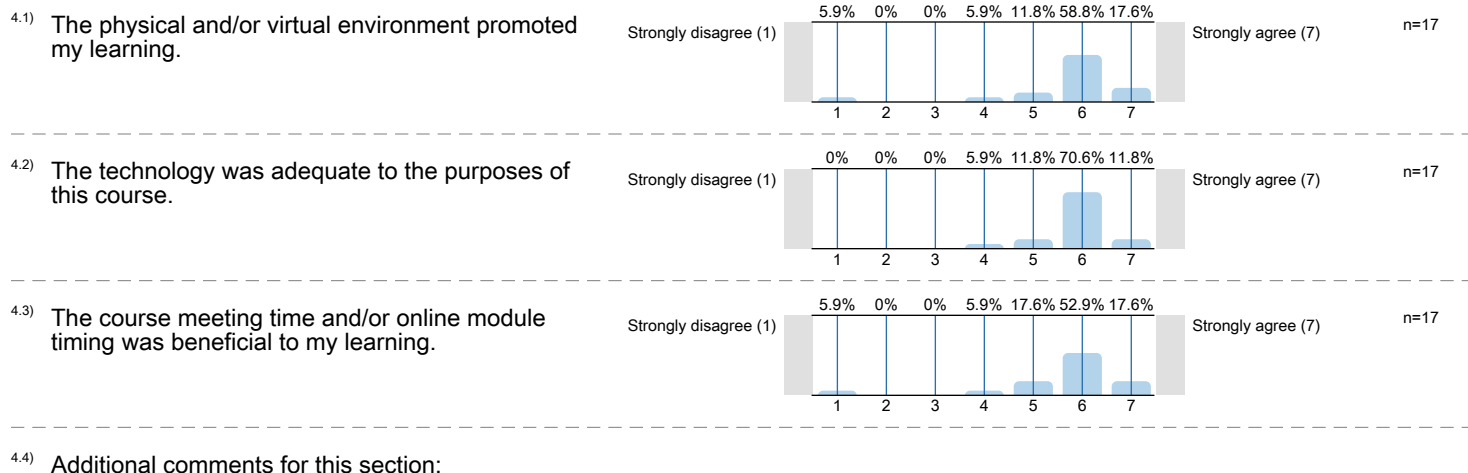 4.1) The physical and/or virtual environment promoted
my learning.
Strongly disagree (1)
5.9% 0% 0% 5.9% 11.8% 58.8% 17.6%
1 2 3 4 5 6 7
Strongly agree (7)
n=17
4.2) The technology was adequate to the purposes of
this course.
Strongly disagree (1)
0% 0% 0% 5.9% 11.8% 70.6% 11.8%
1 2 3 4 5 6 7
Strongly agree (7)
n=17
4.3) The course meeting time and/or online module
timing was beneficial to my learning.
Strongly disagree (1)
5.9% 0% 0% 5.9% 17.6% 52.9% 17.6%
1 2 3 4 5 6 7
Strongly agree (7)
n=17
4.4) Additional comments for this section: